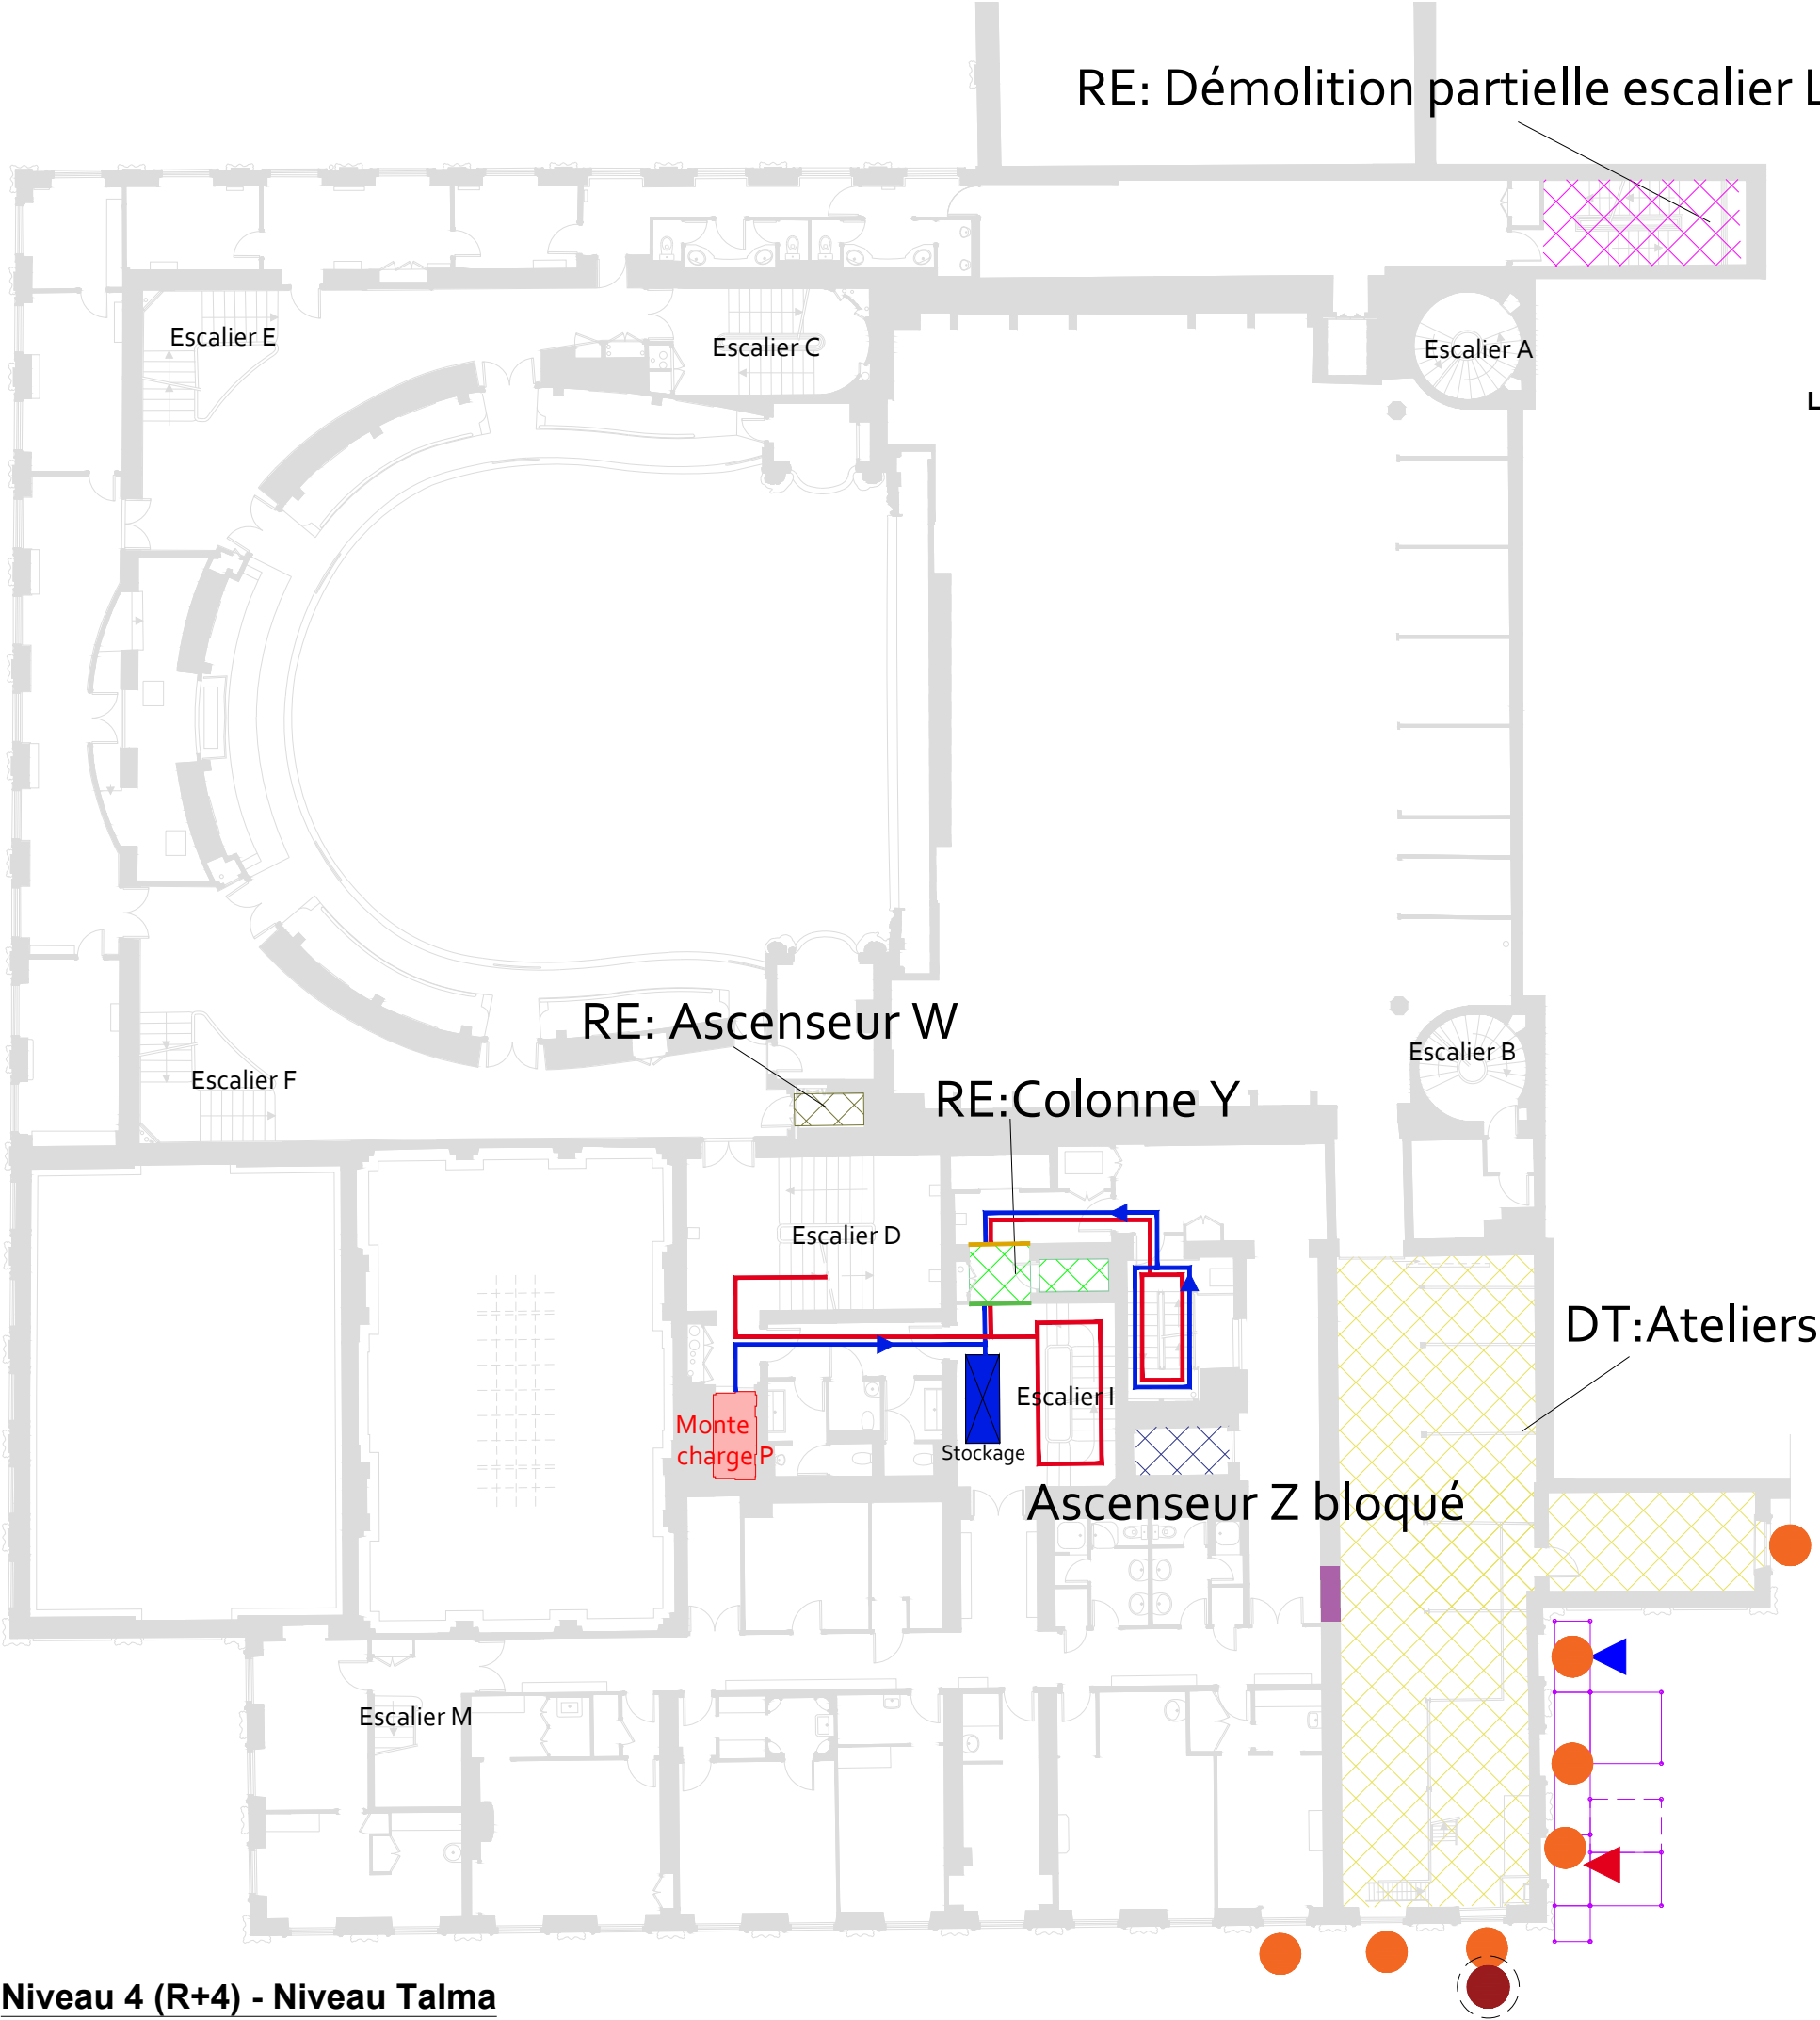 RE: Démolition partielle escalier L
Escalier E
Escalier C
Escalier A
L
RE: Ascenseur W
Escalier B
Escalier F
RE:Colonne Y
Escalier D
DT:Ateliers
Escalier I
Monte
charge P
Stockage
Ascenseur Z bloqué
Escalier M
Niveau 4 (R+4) - Niveau Talma